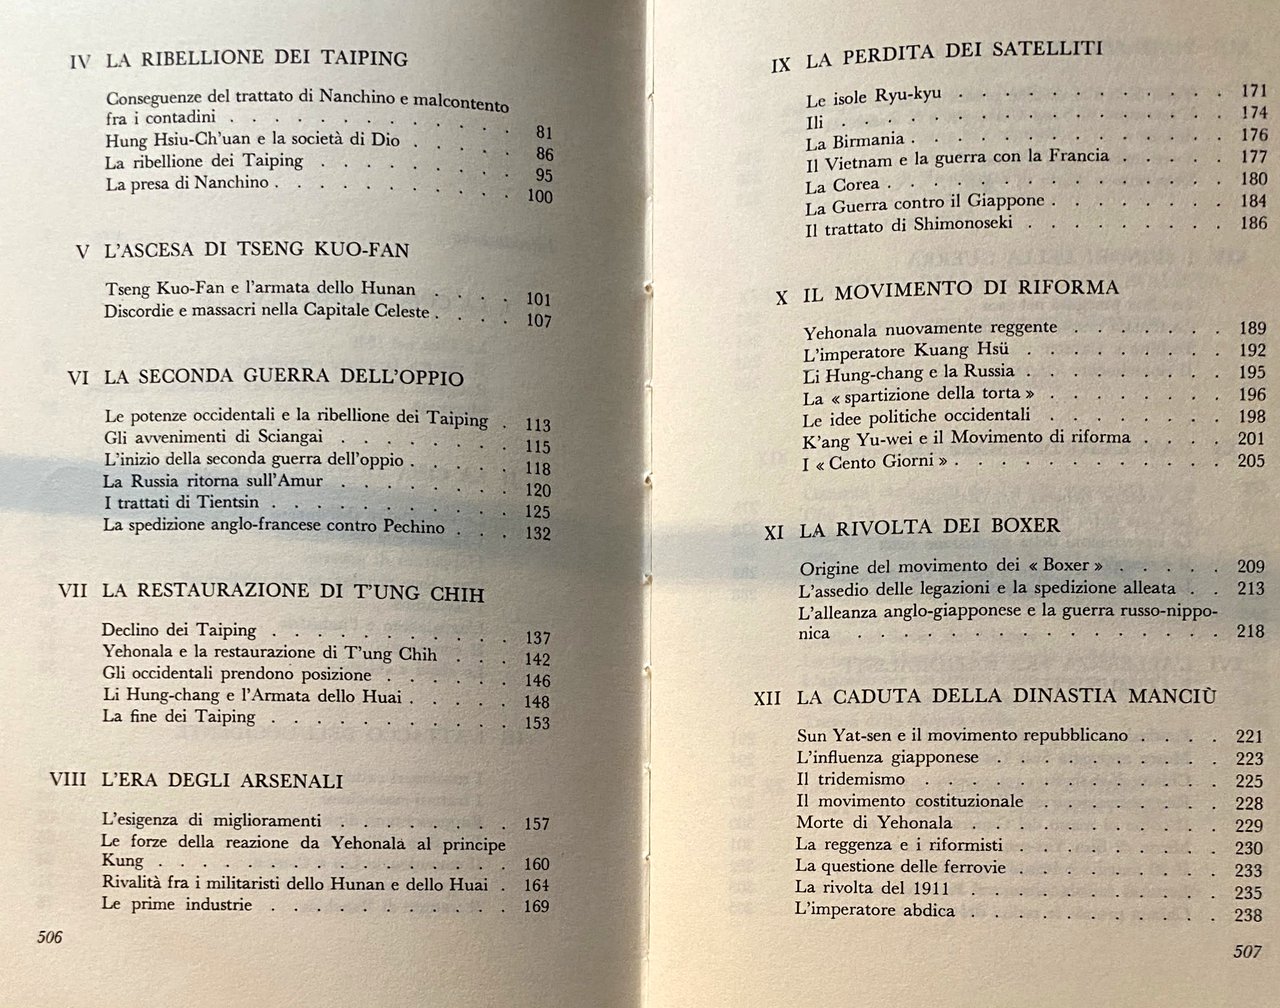 IV LA RIBELLIONE DEI TAIPING
Conseguenze del trattato di Nanchino e malcontento
fra i contadini . . . . . . . . . . . . 81
Hung Hsiu-Ch'uan e la società di Dio . . . . . 86
La ribellione dei Taiping . . . . . . . . 95
La presa di Nanchino . . . . . . . . . . 100
V L'ASCESA DI TSENG KUO-FAN
Tseng Kuo-Fan e l'armata dello Hunan . . . . 101
Discordie e massacri nella Capitale Celeste . . . . 107
VI LA SECONDA GUERRA DELL'OPPIO
Le potenze occidentali e la ribellione dei Taiping . 113
Gli avvenimenti di Sciangai . . . . . . . 115
L'inizio della seconda guerra dell'oppio . . . . . 118
La Russia ritorna sull'Amur . . . . . . . . 120
I trattati di Tientsin . . . . . . . . . . 125
La spedizione anglo-francese contro Pechino . . . 132
VII LA RESTAURAZIONE DI T'UNG CHIH
Declino dei Taiping . . . . . . . . . . 137
Yehonala e la restaurazione di T'ung Chih . . . 142
Gli occidentali prendono posizione . . . . . . 146
Li Hung-chang e l'Armata dello Huai . . . . . 148
La fine dei Taiping . . . . . . . . . . 153
VIII L'ERA DEGLI ARSENALI
L'esigenza di miglioramenti . . . . . . . . 157
Le forze della reazione da Yehonala al principe
Kung . . . . . . . . . . . . . . 160
Rivalità fra i militaristi dello Hunan e dello Huai . 164
Le prime industrie . . . . . . . . . . 169
506
IX LA PERDITA DEI SATELLITI
Le isole Ryu-kyu . . . . . . . . . . . 171
Ili . . . . . . . . . . . . . . . 174
La Birmania . . . . . . . . . . . . . 176
Il Vietnam e la guerra con la Francia . . . . . 177
La Corea . . . . . . . . . . . . . . 180
La Guerra contro il Giappone . . . . . . . 184
Il trattato di Shimonoseki . . . . . . . . 186
X IL MOVIMENTO DI RIFORMA
Yehonala nuovamente reggente . . . . . . . 189
L'imperatore Kuang Hsü . . . . . . . . 192
Li Hung-chang e la Russia . . . . . . . . 195
La « spartizione della torta » . . . . . . . 196
Le idee politiche occidentali . . . . . . . 198
K'ang Yu-wei e il Movimento di riforma . . . . 201
I « Cento Giorni » . . . . . . . . . . . 205
XI LA RIVOLTA DEI BOXER
Origine del movimento dei « Boxer » . . . . . 209
L'assedio delle legazioni e la spedizione alleata . . 213
L'alleanza anglo-giapponese e la guerra russo-nippo-
nica . . . . . . . . . . . . . . 218
XII LA CADUTA DELLA DINASTIA MANCIÙ
Sun Yat-sen e il movimento repubblicano . . . . 221
L'influenza giapponese . . . . . . . . . 223
Il tridemismo . . . . . . . . . . . . 225
Il movimento costituzionale . . . . . . . . 228
Morte di Yehonala . . . . . . . . . . . 229
La reggenza e i riformisti . . . . . . . . 230
La questione delle ferrovie . . . . . . . . 233
La rivolta del 1911 . . . . . . . . . . 235
L'imperatore abdica . . . . . . . . . . 238
507